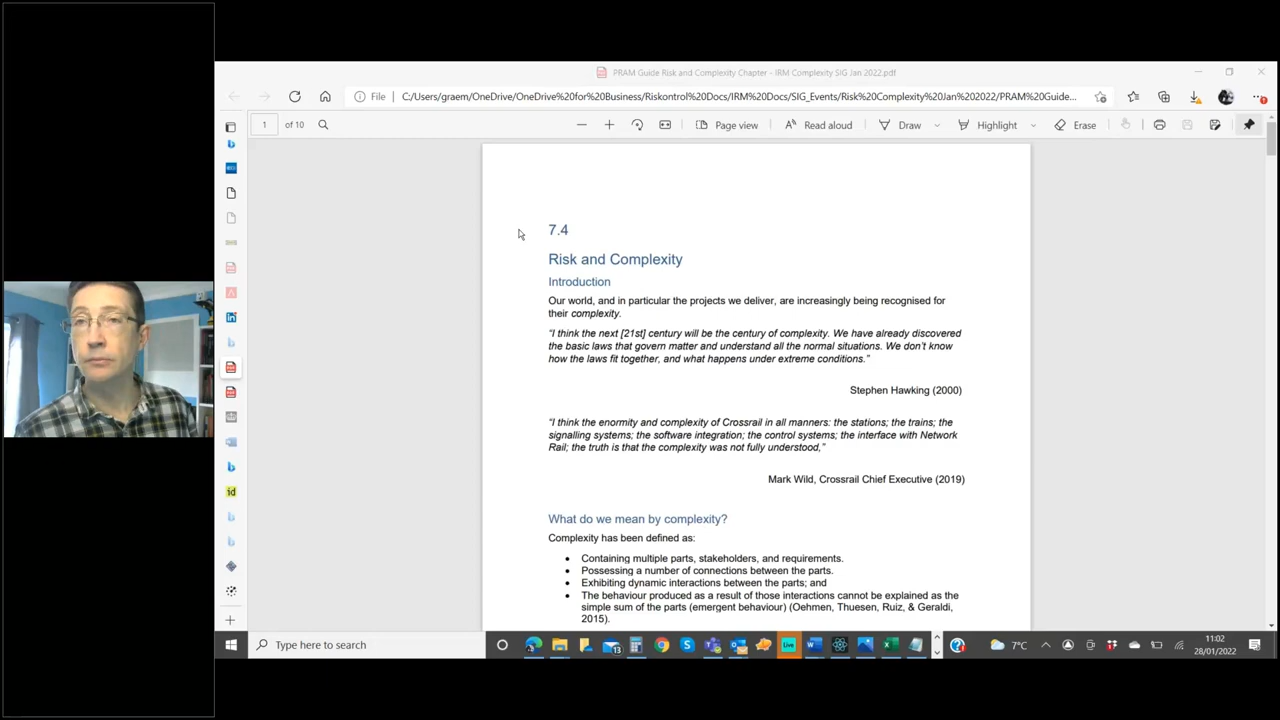 PRAM Guide Risk and Complexity Chapter - IRM Complexity SIG Jan 2022.pdf
File C:/Users/graem/OneDrive/OneDrive%20for%20Business/Riskontrol%20Docs/IRM%20Docs/SIG_Events/Risk%20Complexity%20Jan%202022/PRAM%20Guide...
1 of 10 Page view Read aloud Draw Highlight Erase
7.4
Risk and Complexity
Introduction
Our world, and in particular the projects we deliver, are increasingly being recognised for
their complexity.
“I think the next [21st] century will be the century of complexity. We have already discovered
the basic laws that govern matter and understand all the normal situations. We don’t know
how the laws fit together, and what happens under extreme conditions.”
Stephen Hawking (2000)
“I think the enormity and complexity of Crossrail in all manners: the stations; the trains; the
signalling systems; the software integration; the control systems; the interface with Network
Rail; the truth is that the complexity was not fully understood,”
Mark Wild, Crossrail Chief Executive (2019)
What do we mean by complexity?
Complexity has been defined as:
• Containing multiple parts, stakeholders, and requirements.
• Possessing a number of connections between the parts.
• Exhibiting dynamic interactions between the parts; and
• The behaviour produced as a result of those interactions cannot be explained as the
simple sum of the parts (emergent behaviour) (Oehmen, Thuesen, Ruiz, & Geraldi,
2015).
id
Type here to search
13
Live
7°C
11:02
28/01/2022